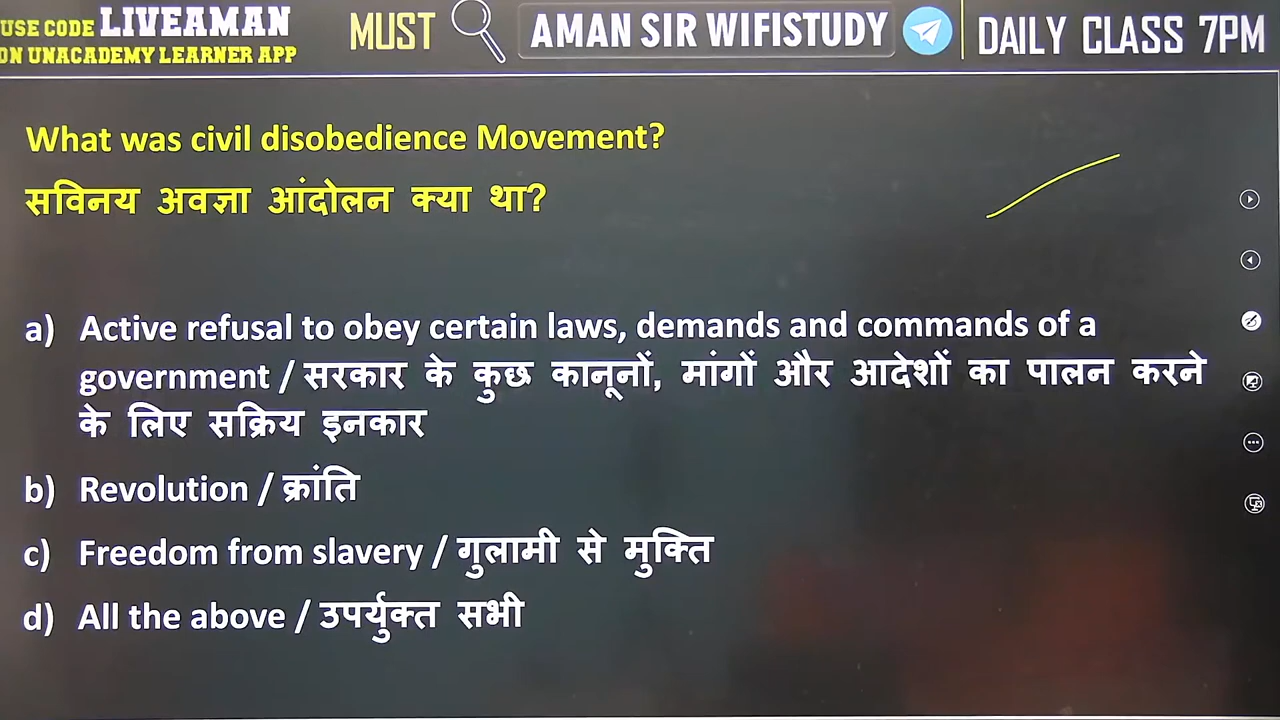 USE CODE LIVEAMAN
ON UNACADEMY LEARNER APP
MUST
AMAN SIR WIFISTUDY
DAILY CLASS 7PM
What was civil disobedience Movement?
सविनय अवज्ञा आंदोलन क्या था?
a) Active refusal to obey certain laws, demands and commands of a
government / सरकार के कुछ कानूनों, मांगों और आदेशों का पालन करने
के लिए सक्रिय इनकार
b) Revolution / क्रांति
c) Freedom from slavery / गुलामी से मुक्ति
d) All the above / उपर्युक्त सभी